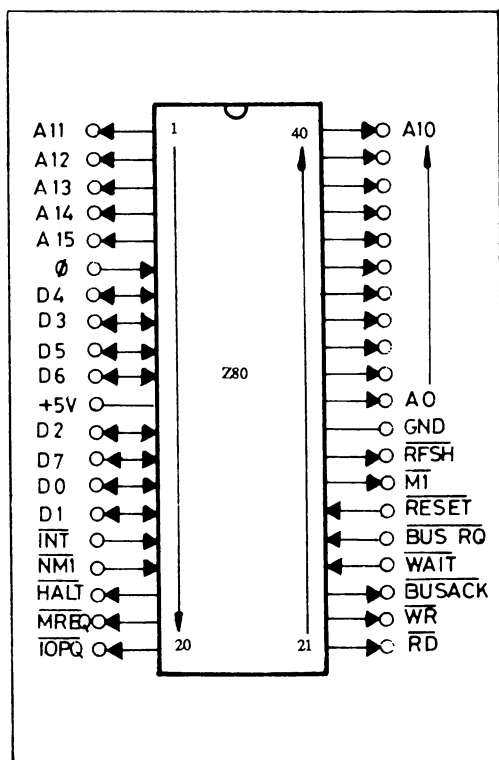 A11 1 40 A10
A12
A13
A14
A15
Ø
D4
D3
D5
D6 Z80
+5V A0
D2 GND
D7 RFSH
D0 M1
D1 RESET
INT BUS RQ
NM1 WAIT
HALT BUSACK
MREQ WR
IOPQ 20 21 RD